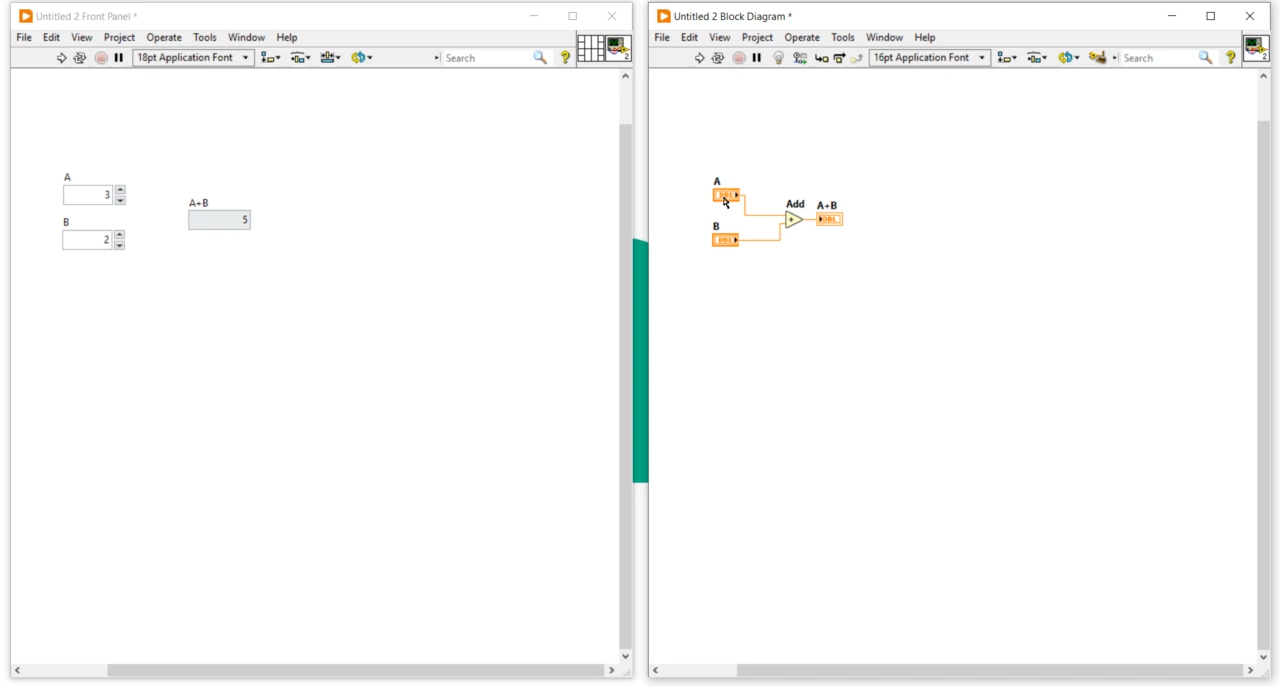 Untitled 2 Front Panel *
File Edit View Project Operate Tools Window Help
18pt Application Font Search ? 2
A
3
B
2
A+B
5
Untitled 2 Block Diagram *
File Edit View Project Operate Tools Window Help
16pt Application Font Search ? 2
A
DBL
B
DBL
Add
+
A+B
DBL